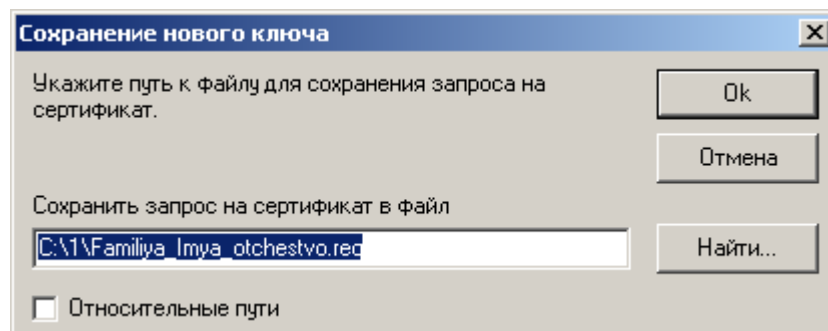 Сохранение нового ключа
Укажите путь к файлу для сохранения запроса на
сертификат.
Ok
Отмена
Сохранить запрос на сертификат в файл
C:\1\Familiya_Imya_otchestvo.req
Найти...
Относительные пути